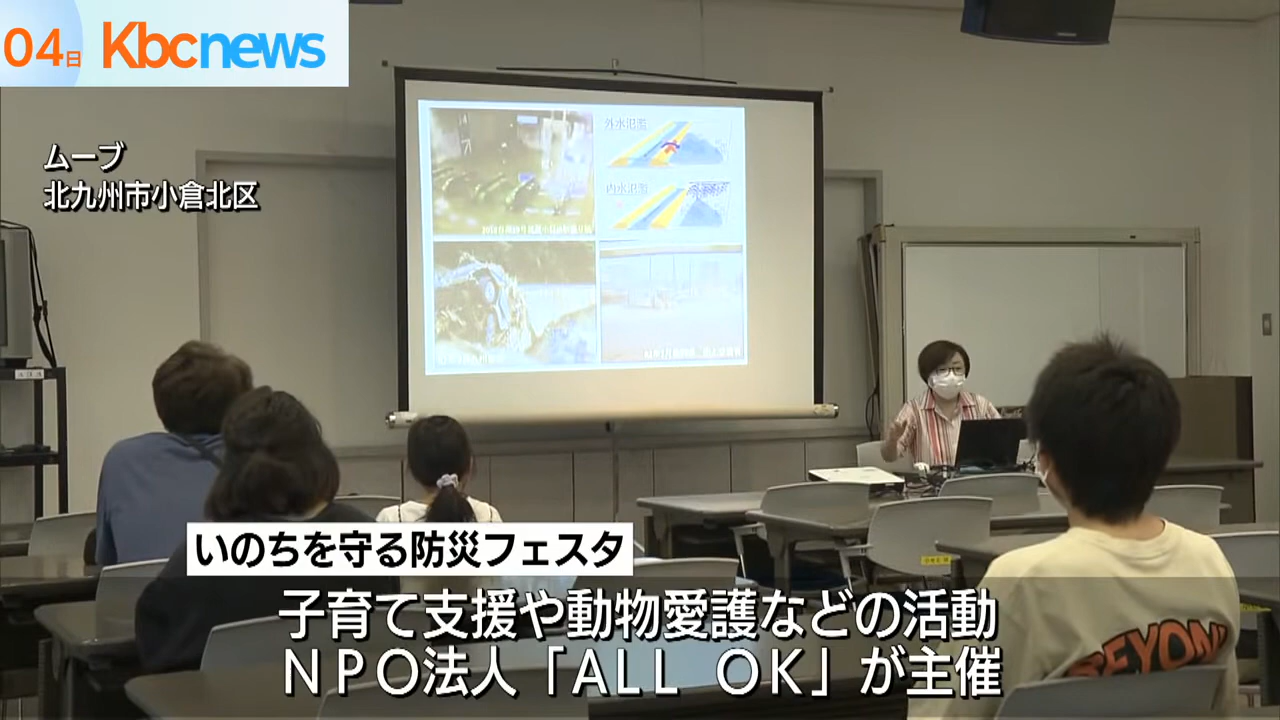 04日 Kbcnews
ムーブ
北九州市小倉北区
外水氾濫
内水氾濫
BEYON
いのちを守る防災フェスタ
子育て支援や動物愛護などの活動
NPO法人「ALL OK」が主催